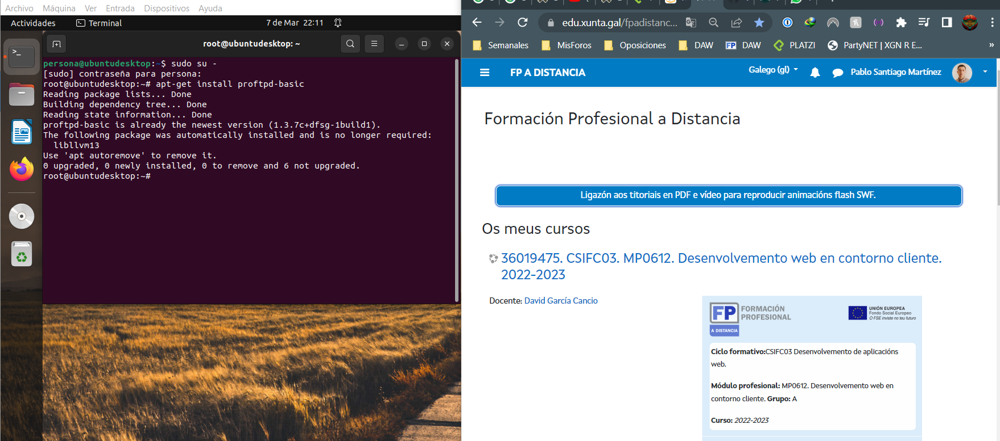 Archivo Máquina Ver Entrada Dispositivos Ayuda
Actividades Terminal 7 de Mar 22:11
root@ubuntudesktop: ~
persona@ubuntudesktop:~$ sudo su -
[sudo] contraseña para persona:
root@ubuntudesktop:~# apt-get install proftpd-basic
Reading package lists... Done
Building dependency tree... Done
Reading state information... Done
proftpd-basic is already the newest version (1.3.7c+dfsg-1build1).
The following package was automatically installed and is no longer required:
libllvm13
Use 'apt autoremove' to remove it.
0 upgraded, 0 newly installed, 0 to remove and 6 not upgraded.
root@ubuntudesktop:~#
edu.xunta.gal/fpadistanc...
Semanales MisForos Oposiciones DAW FP DAW PLATZI PartyNET | XGN R E... »
FP A DISTANCIA Galego (gl) Pablo Santiago Martínez
Formación Profesional a Distancia
Ligazón aos titoriais en PDF e vídeo para reproducir animacións flash SWF.
Os meus cursos
36019475. CSIFC03. MP0612. Desenvolvemento web en contorno cliente.
2022-2023
Docente: David García Cancio
FP FORMACIÓN
PROFESIONAL
A DISTANCIA
UNIÓN EUROPEA
Fondo Social Europeo
O FSE inviste no teu futuro
Ciclo formativo:CSIFC03 Desenvolvemento de aplicacións
web.
Módulo profesional: MP0612. Desenvolvemento web en
contorno cliente. Grupo: A
Curso: 2022-2023